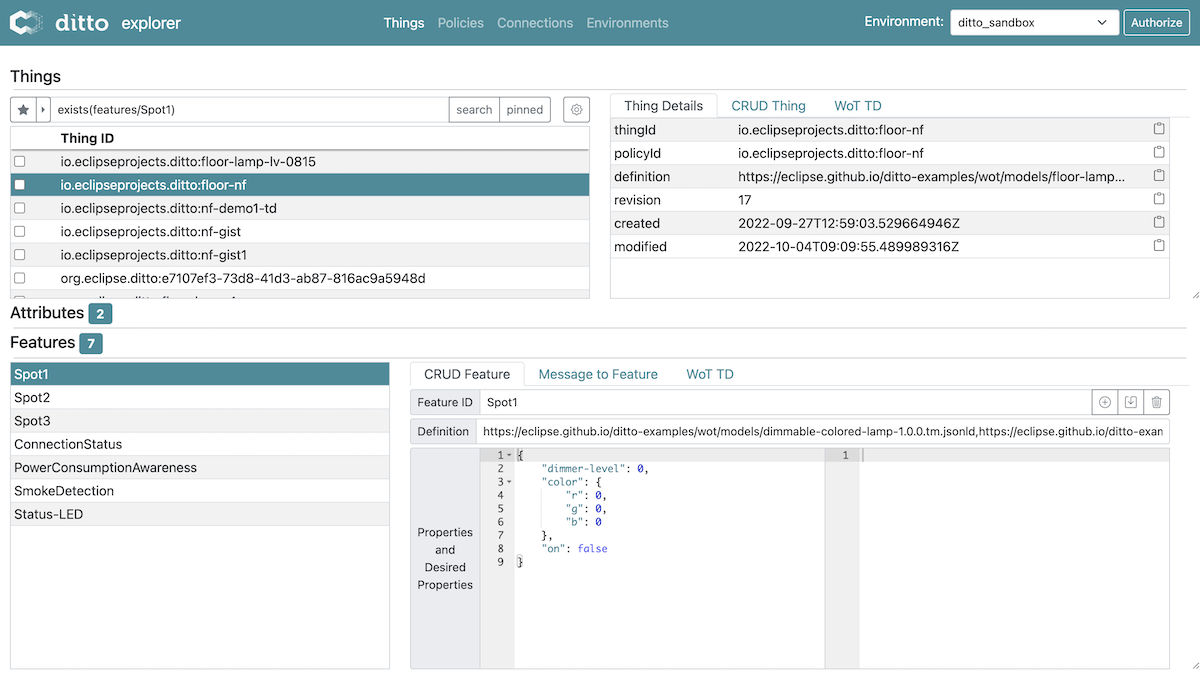 ditto explorer
Things Policies Connections Environments
Environment: ditto_sandbox Authorize
Things
exists(features/Spot1) search pinned
Thing ID
io.eclipseprojects.ditto:floor-lamp-lv-0815
io.eclipseprojects.ditto:floor-nf
io.eclipseprojects.ditto:nf-demo1-td
io.eclipseprojects.ditto:nf-gist
io.eclipseprojects.ditto:nf-gist1
org.eclipse.ditto:e7107ef3-73d8-41d3-ab87-816ac9a5948d
Thing Details CRUD Thing WoT TD
thingId io.eclipseprojects.ditto:floor-nf
policyId io.eclipseprojects.ditto:floor-nf
definition https://eclipse.github.io/ditto-examples/wot/models/floor-lamp...
revision 17
created 2022-09-27T12:59:03.529664946Z
modified 2022-10-04T09:09:55.489989316Z
Attributes 2
Features 7
Spot1
Spot2
Spot3
ConnectionStatus
PowerConsumptionAwareness
SmokeDetection
Status-LED
CRUD Feature Message to Feature WoT TD
Feature ID Spot1
Definition https://eclipse.github.io/ditto-examples/wot/models/dimmable-colored-lamp-1.0.0.tm.jsonld,https://eclipse.github.io/ditto-exam
Properties
and
Desired
Properties
1 {
2 "dimmer-level": 0,
3 "color": {
4 "r": 0,
5 "g": 0,
6 "b": 0
7 },
8 "on": false
9 }
1